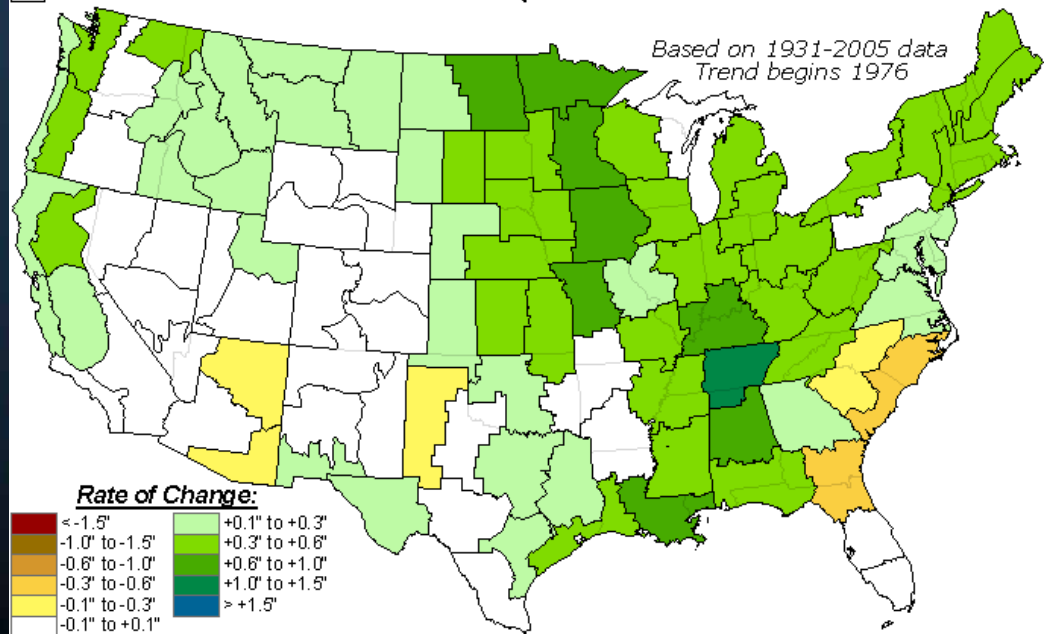 Based on 1931-2005 data
Trend begins 1976
Rate of Change:
< -1.5"
-1.0" to -1.5"
-0.6" to -1.0"
-0.3" to -0.6"
-0.1" to -0.3"
-0.1" to +0.1"
+0.1" to +0.3"
+0.3" to +0.6"
+0.6" to +1.0"
+1.0" to +1.5"
> +1.5"